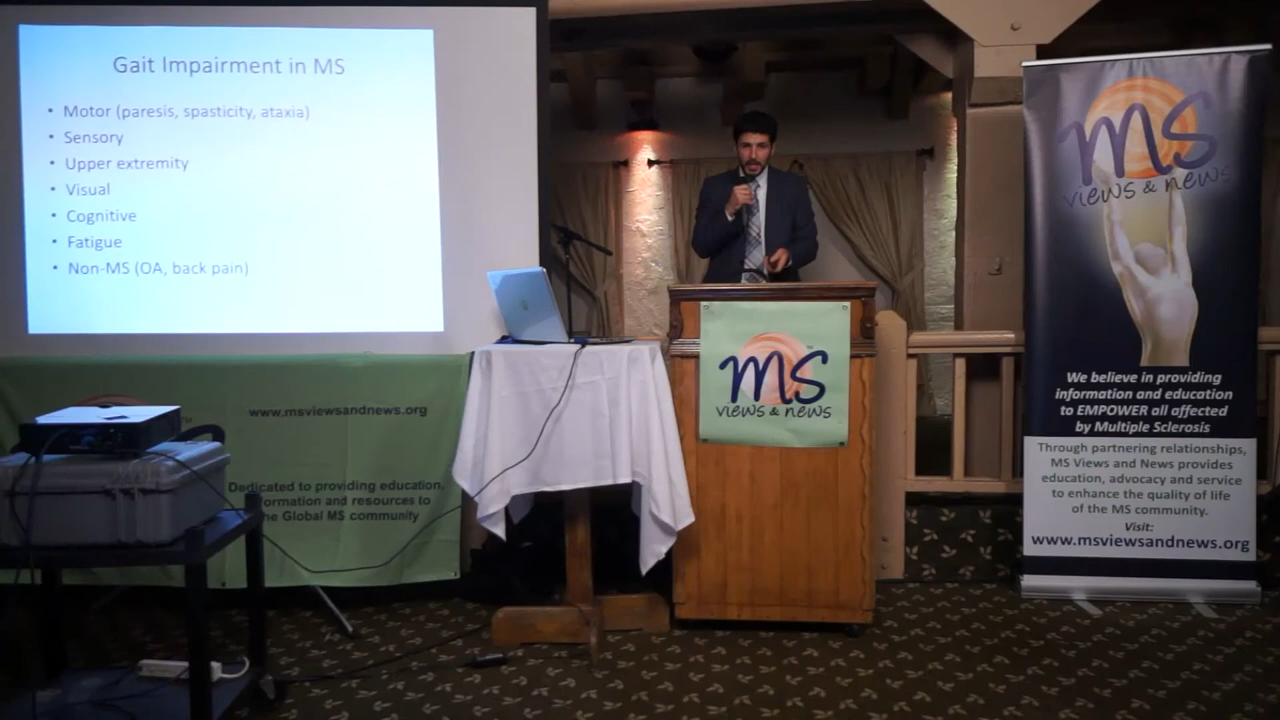 Gait Impairment in MS
• Motor (paresis, spasticity, ataxia)
• Sensory
• Upper extremity
• Visual
• Cognitive
• Fatigue
• Non-MS (OA, back pain)
www.msviewsandnews.org
Dedicated to providing education,
ormation and resources to
he Global MS community
MS
views & news
MS
views & news
We believe in providing
information and education
to EMPOWER all affected
by Multiple Sclerosis
Through partnering relationships,
MS Views and News provides
education, advocacy and service
to enhance the quality of life
of the MS community.
Visit:
www.msviewsandnews.org